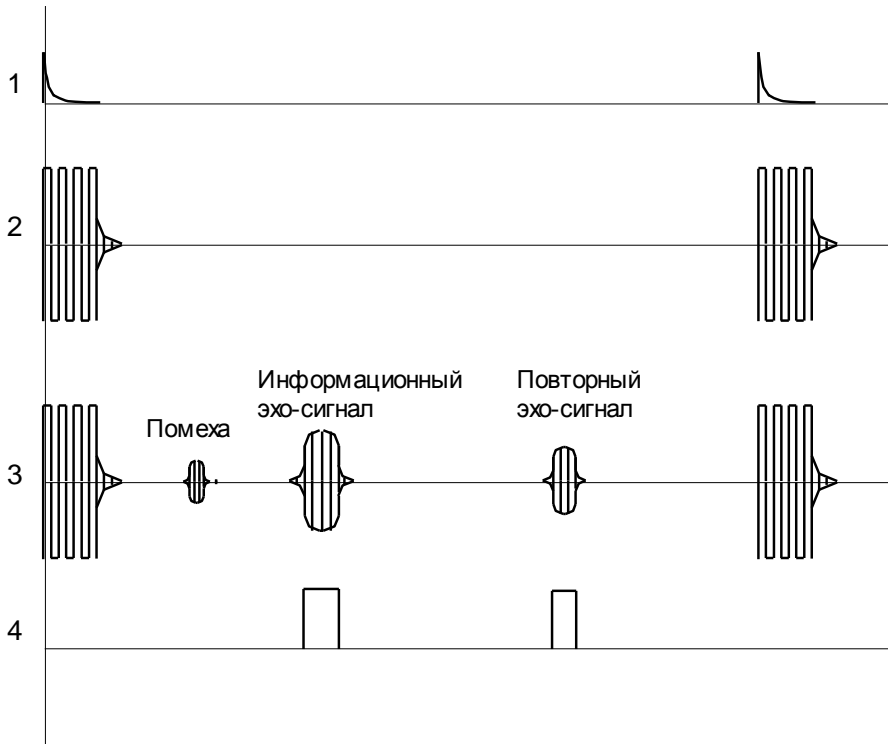 1
2
Информационный
эхо-сигнал
Повторный
эхо-сигнал
Помеха
3
4